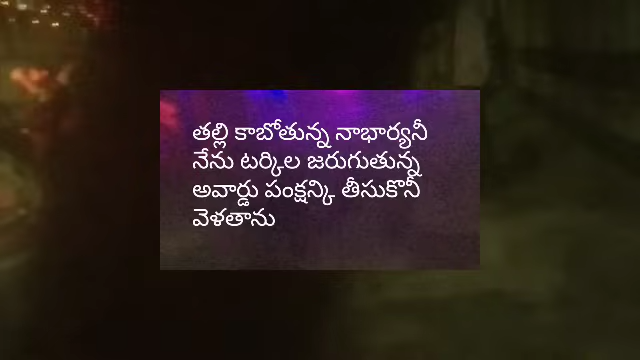 తల్లి కాబోతున్న నాభార్యనీ
నేను టర్కిల జరుగుతున్న
అవార్డు పంక్షన్కి తీసుకొనీ
వెళతాను